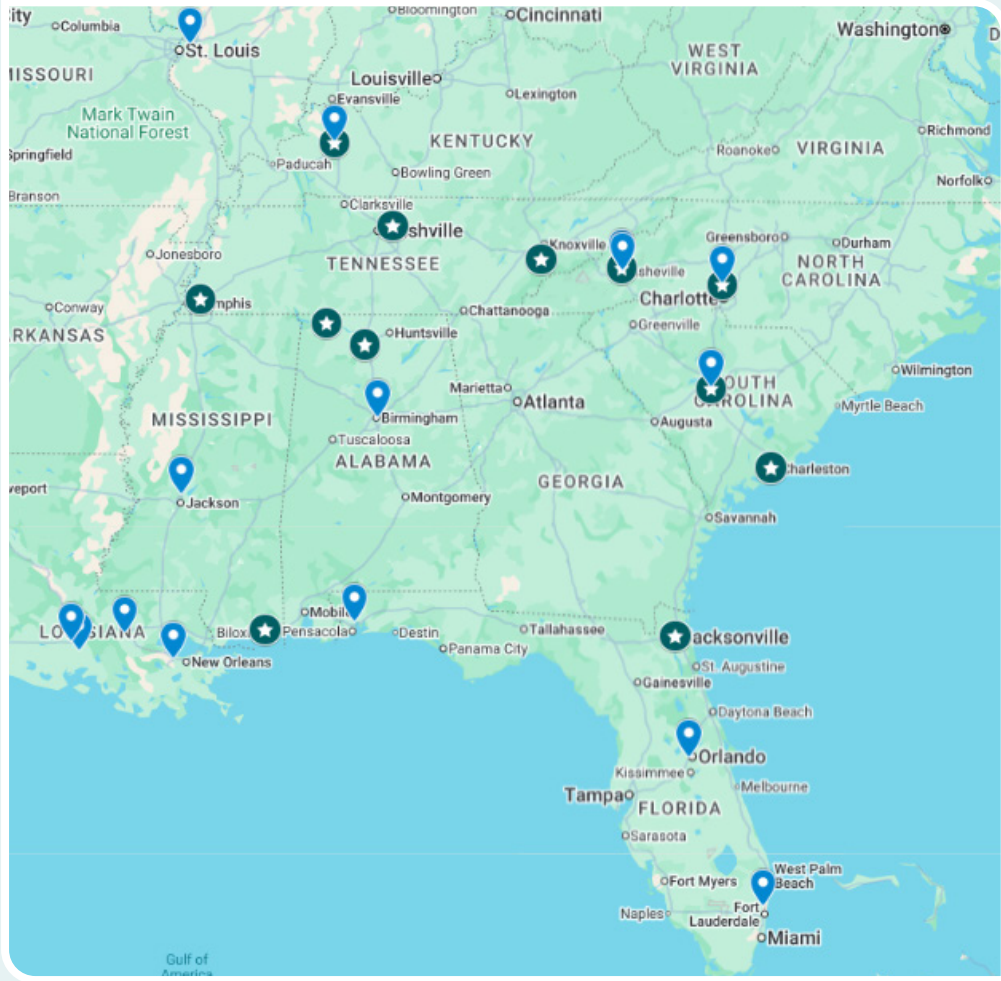 ity
Columbia
Bloomington
Cincinnati
Washington
D
St. Louis
WEST
VIRGINIA
MISSOURI
Louisville
Evansville
Lexington
Mark Twain
National Forest
Richmond
KENTUCKY
Springfield
Paducah
Roanoke
VIRGINIA
Bowling Green
Norfolk
Branson
Clarksville
shville
Greensboro
Durham
Jonesboro
Knoxville
TENNESSEE
sheville
NORTH
CAROLINA
Charlotte
Conway
mphis
Chattanooga
RKANSAS
Huntsville
Greenville
Wilmington
Marietta
OUTH
CAROLINA
Atlanta
Myrtle Beach
MISSISSIPPI
Birmingham
Augusta
Tuscaloosa
ALABAMA
Charleston
GEORGIA
veport
Montgomery
Jackson
Savannah
Mobile
LO
SIANA
Biloxi
Pensacola
Destin
Tallahassee
acksonville
Panama City
New Orleans
St. Augustine
Gainesville
Daytona Beach
Orlando
Kissimmee
Melbourne
Tampa
FLORIDA
Sarasota
West Palm
Beach
Fort Myers
Naples
Fort
Lauderdale
Miami
Gulf of
America